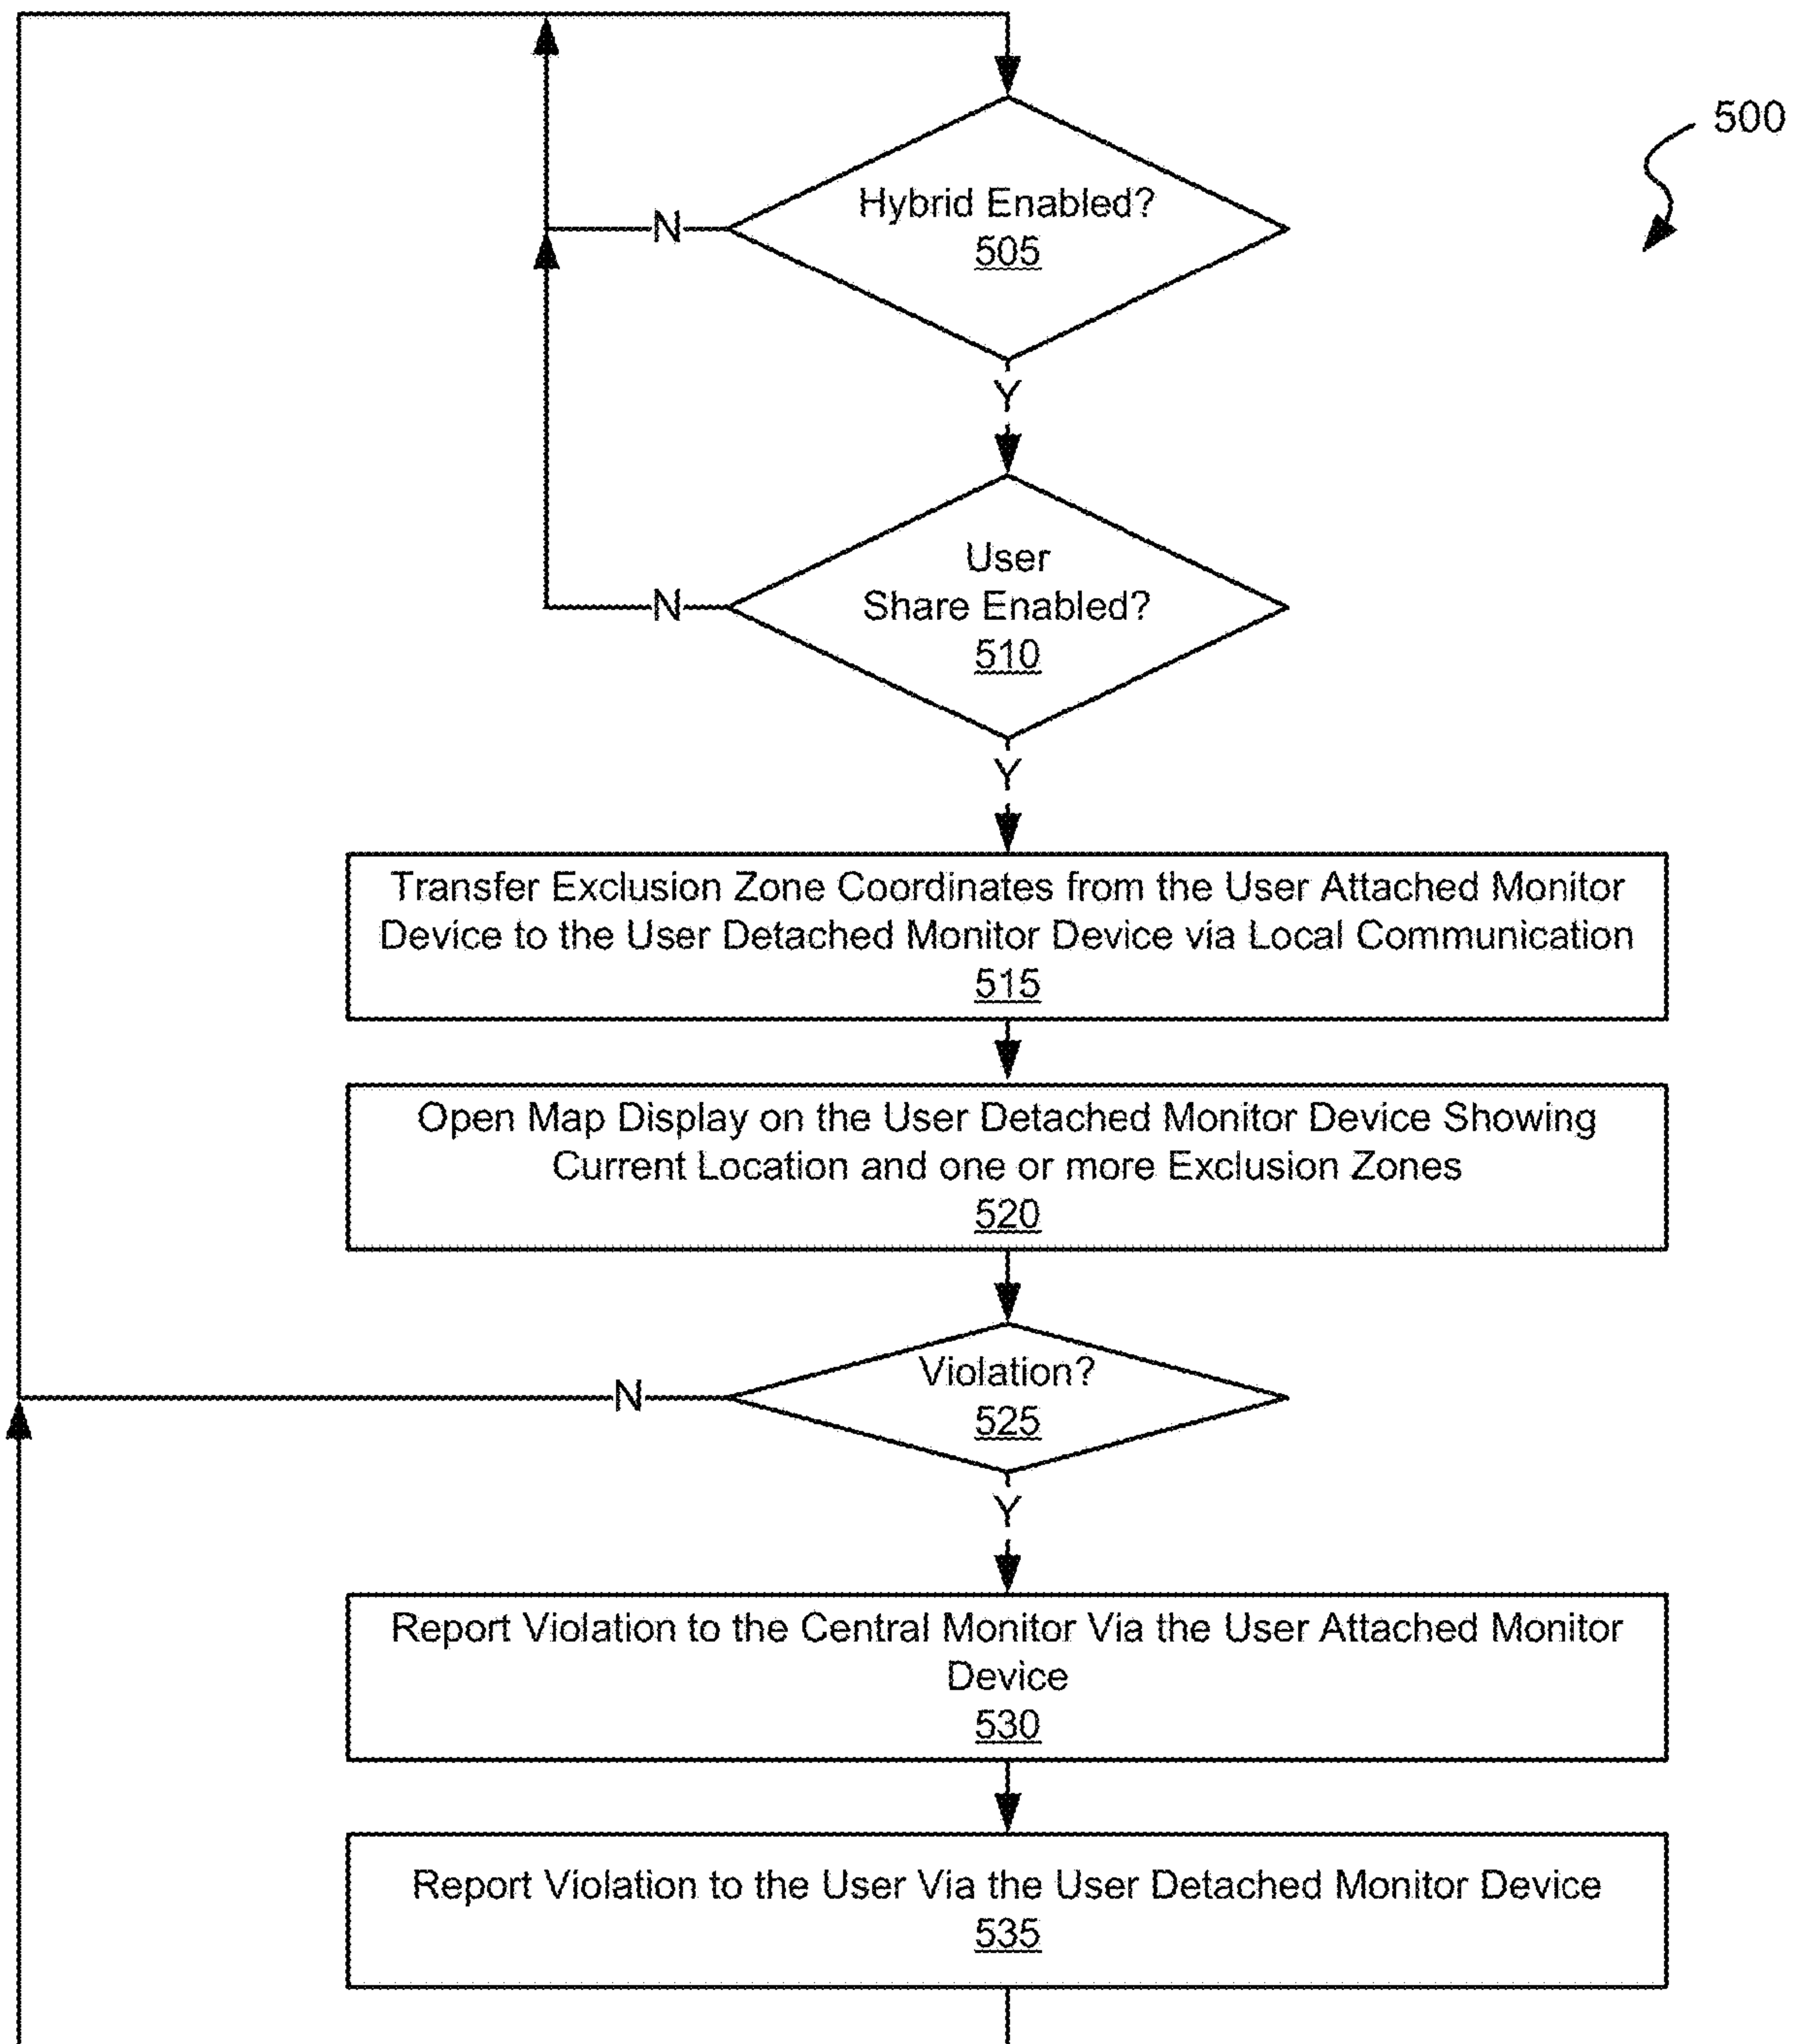 500
Hybrid Enabled?
505
N
Y
User
Share Enabled?
510
N
Y
Transfer Exclusion Zone Coordinates from the User Attached Monitor
Device to the User Detached Monitor Device via Local Communication
515
Open Map Display on the User Detached Monitor Device Showing
Current Location and one or more Exclusion Zones
520
Violation?
525
N
Y
Report Violation to the Central Monitor Via the User Attached Monitor
Device
530
Report Violation to the User Via the User Detached Monitor Device
535